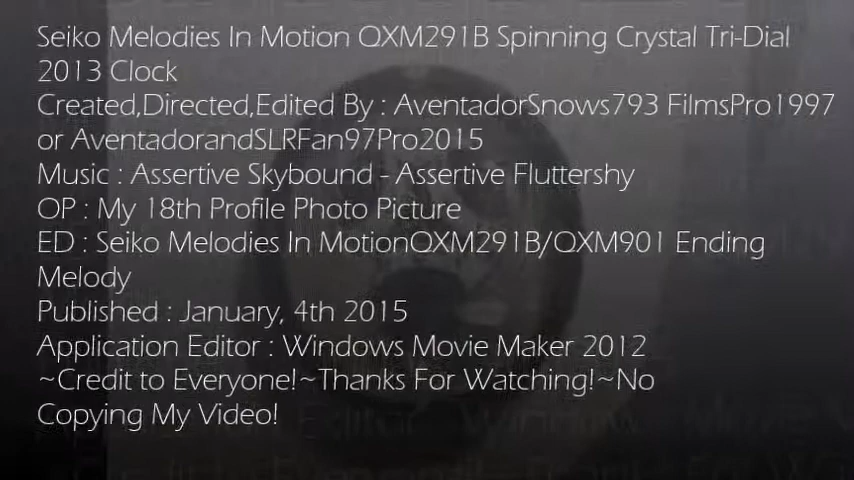 Seiko Melodies In Motion QXM291B Spinning Crystal Tri-Dial
2013 Clock
Created,Directed,Edited By : AventadorSnows793 FilmsPro1997
or AventadorandSLRFan97Pro2015
Music : Assertive Skybound - Assertive Fluttershy
OP : My 18th Profile Photo Picture
ED : Seiko Melodies In MotionQXM291B/QXM901 Ending
Melody
Published : January, 4th 2015
Application Editor : Windows Movie Maker 2012
~Credit to Everyone!~Thanks For Watching!~No
Copying My Video!